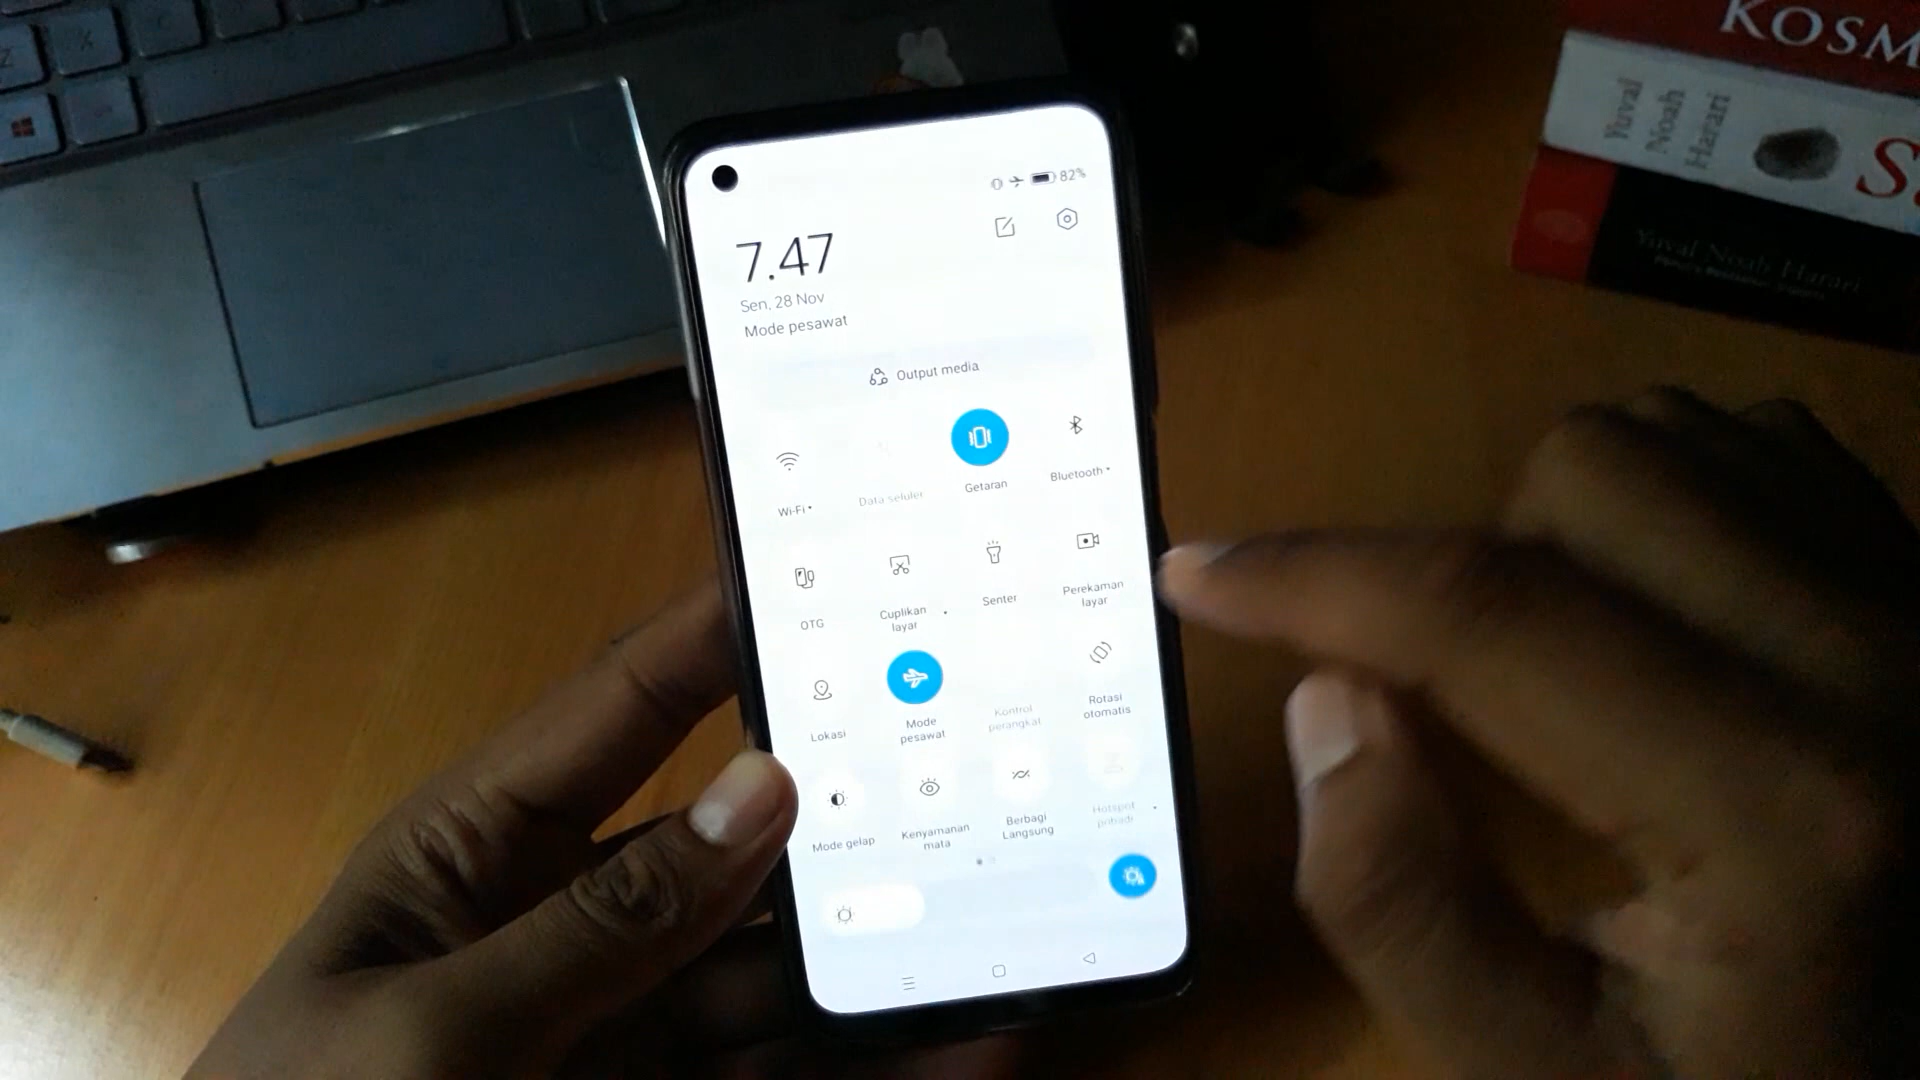 Z
X
KOSM
Yuval
Noah
Harari
S
Yuval Noah Harari
82%
7.47
Sen, 28 Nov
Mode pesawat
Output media
Wi-Fi
Data seluler
Getaran
Bluetooth
OTG
Cuplikan
layar
Senter
Perekaman
layar
Lokasi
Mode
pesawat
Kontrol
perangkat
Rotasi
otomatis
Mode gelap
Kenyamanan
mata
Berbagi
Langsung
Hotspot
pribadi